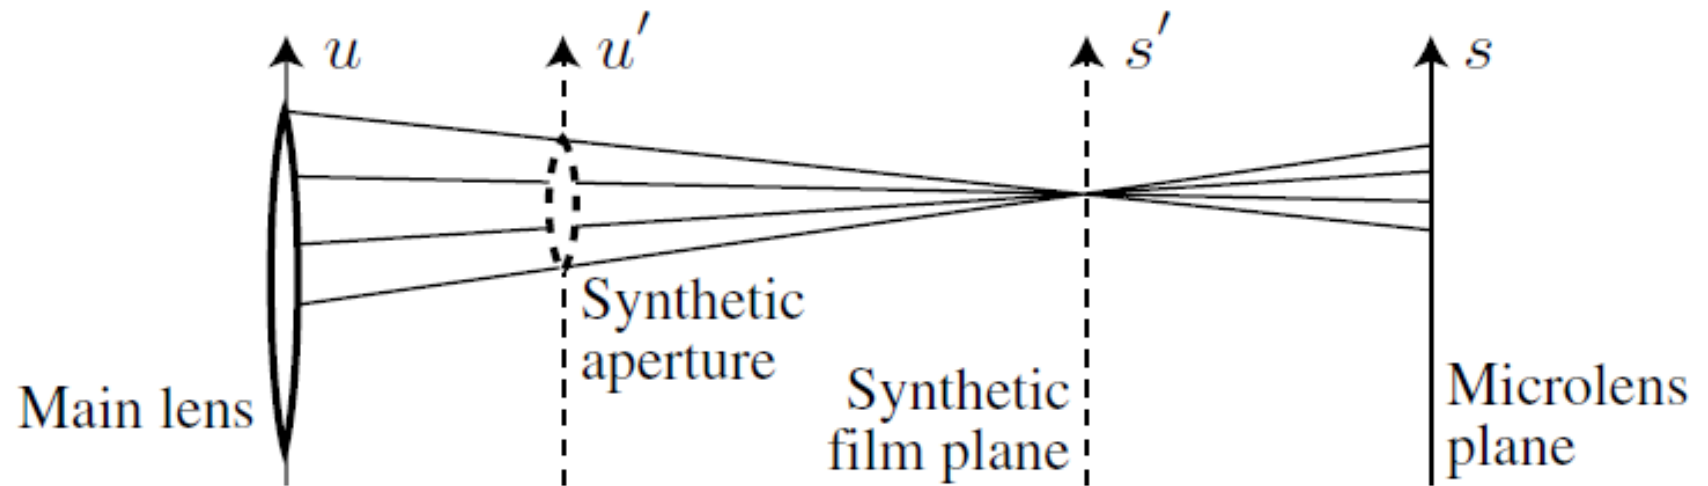 u
u′
s′
s
Synthetic
aperture
Main lens
Synthetic
film plane
Microlens
plane